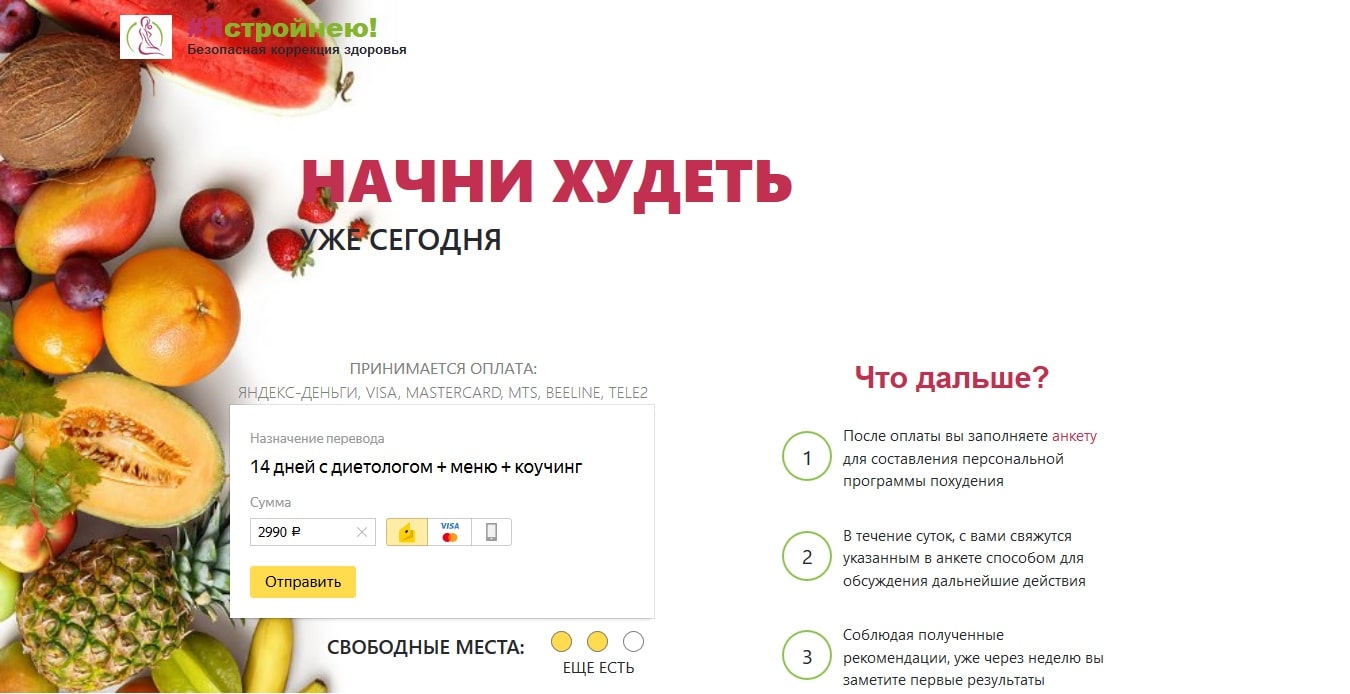 #Ястройнею!
Безопасная коррекция здоровья
НАЧНИ ХУДЕТЬ
УЖЕ СЕГОДНЯ
ПРИНИМАЕТСЯ ОПЛАТА:
ЯНДЕКС-ДЕНЬГИ, VISA, MASTERCARD, MTS, BEELINE, TELE2
Назначение перевода
14 дней с диетологом + меню + коучинг
Сумма
2990 ₽
VISA
Отправить
СВОБОДНЫЕ МЕСТА:
ЕЩЕ ЕСТЬ
Что дальше?
1
После оплаты вы заполняете анкету
для составления персональной
программы похудения
2
В течение суток, с вами свяжутся
указанным в анкете способом для
обсуждения дальнейшие действия
3
Соблюдая полученные
рекомендации, уже через неделю вы
заметите первые результаты